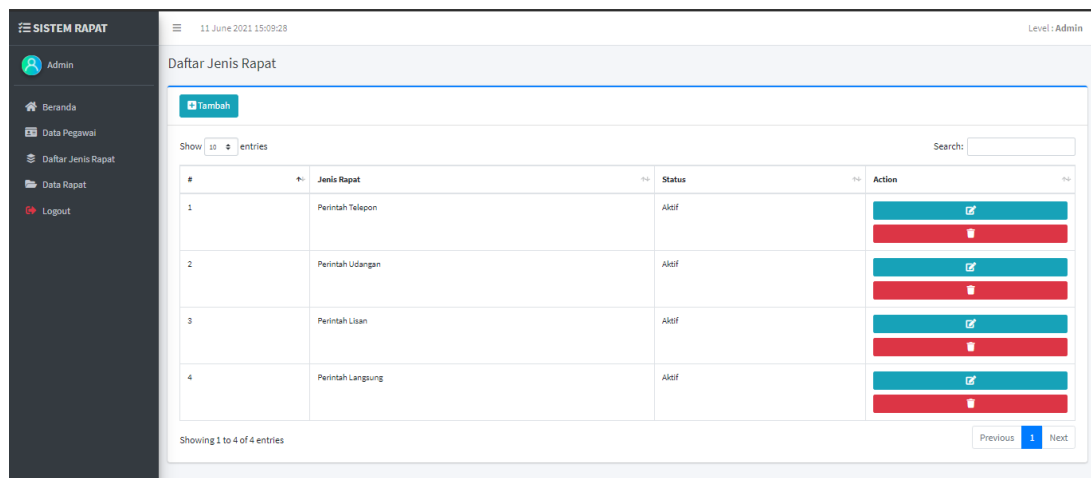 SISTEM RAPAT
11 June 2021 15:09:28
Level : Admin
Admin
Beranda
Data Pegawai
Daftar Jenis Rapat
Data Rapat
Logout
Daftar Jenis Rapat
Tambah
Show 10 entries
Search:
# Jenis Rapat Status Action
1 Perintah Telepon Aktif
2 Perintah Udangan Aktif
3 Perintah Lisan Aktif
4 Perintah Langsung Aktif
Showing 1 to 4 of 4 entries
Previous 1 Next